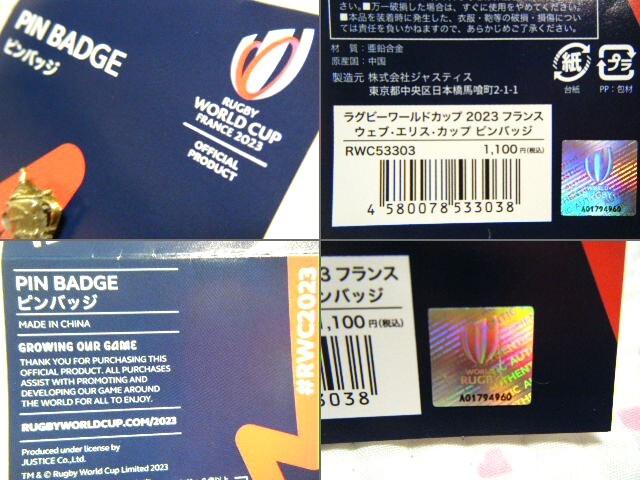 PIN BADGE
ピンバッジ
RUGBY
WORLD CUP
FRANCE 2023
OFFICIAL
PRODUCT
■万一破損した場合は、すぐに使用をやめてください。
■本品を装着時に発生した、衣服・鞄等の破損・損傷につい
ては責任を負いかねますので、あらかじめご了承ください。
材 質：亜鉛合金
原産国：中国
製造元 株式会社ジャスティス
東京都中央区日本橋馬喰町2-1-1
紙
台紙
プラ
PP：包材
ラグビーワールドカップ 2023 フランス
ウェブ・エリス・カップ ピンバッジ
RWC53303
1,100円(税込)
4 580078 533038
WORLD
RUGBY
A01794960
PIN BADGE
ピンバッジ
MADE IN CHINA
GROWING OUR GAME
THANK YOU FOR PURCHASING THIS
OFFICIAL PRODUCT. ALL PURCHASES
ASSIST WITH PROMOTING AND
DEVELOPING OUR GAME AROUND
THE WORLD FOR ALL TO ENJOY.
RUGBYWORLDCUP.COM/2023
Produced under license by
JUSTICE Co.,Ltd.
TM & © Rugby World Cup Limited 2023
#RWC2023
3 フランス
ンバッジ
1,100円(税込)
33038
WORLD
RUGBY
AUTHENTIC
A01794960